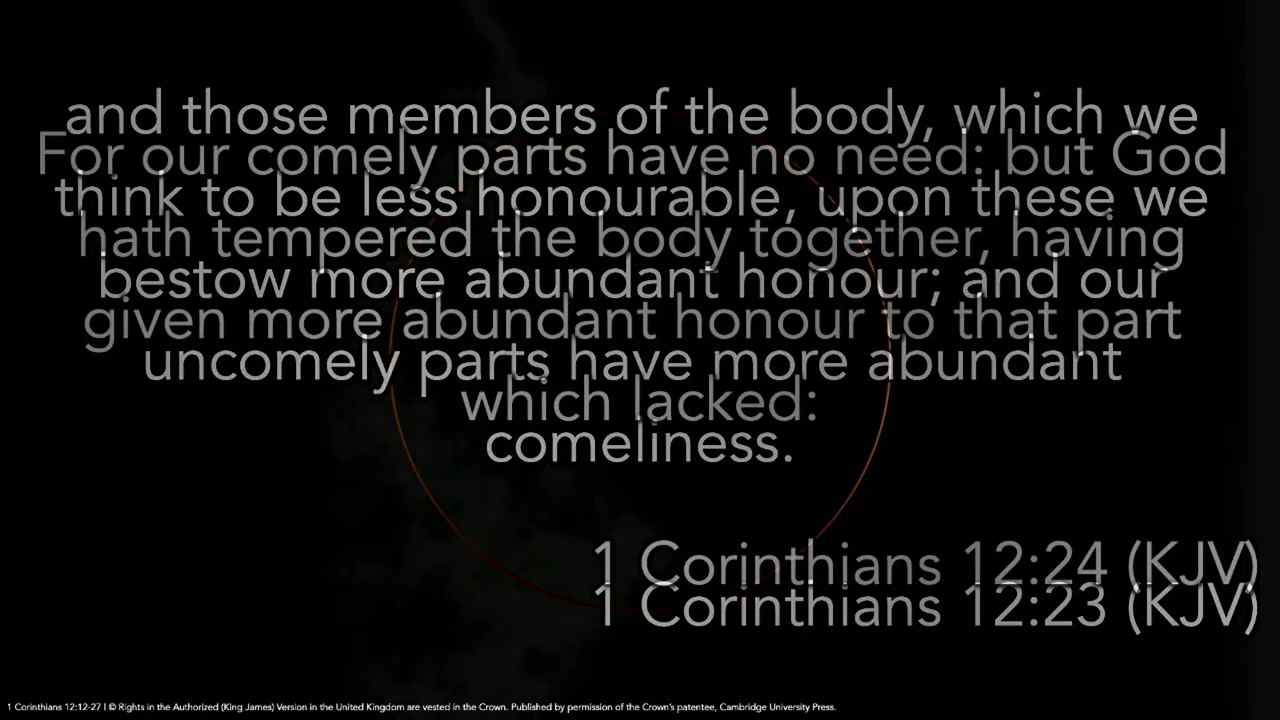 and those members of the body, which we
For our comely parts have no need: but God
think to be less honourable, upon these we
hath tempered the body together, having
bestow more abundant honour; and our
given more abundant honour to that part
uncomely parts have more abundant
which lacked:
comeliness.
1 Corinthians 12:24 (KJV)
1 Corinthians 12:23 (KJV)
1 Corinthians 12:12-27 | © Rights in the Authorized (King James) Version in the United Kingdom are vested in the Crown. Published by permission of the Crown's patentee, Cambridge University Press.